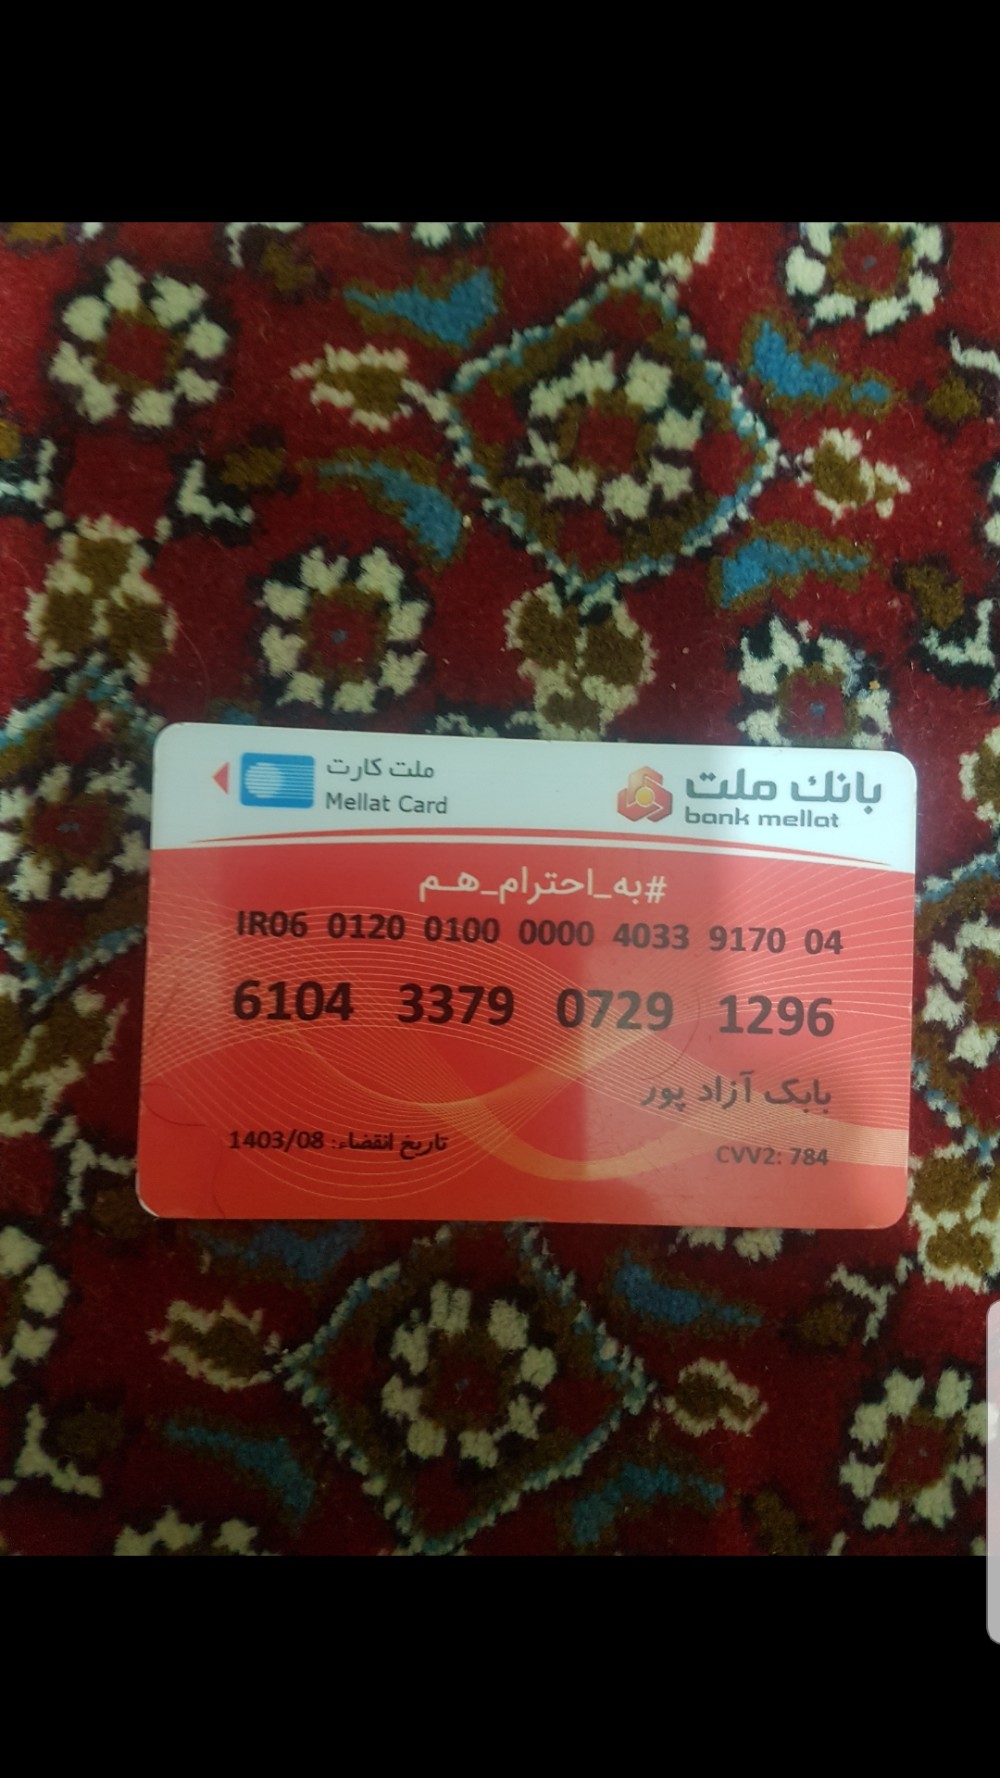 ملت کارت
Mellat Card
بانک ملت
bank mellat
#به_احترام_هم
IR06 0120 0100 0000 4033 9170 04
6104 3379 0729 1296
بابک آزاد پور
تاریخ انقضاء: 1403/08
CVV2: 784